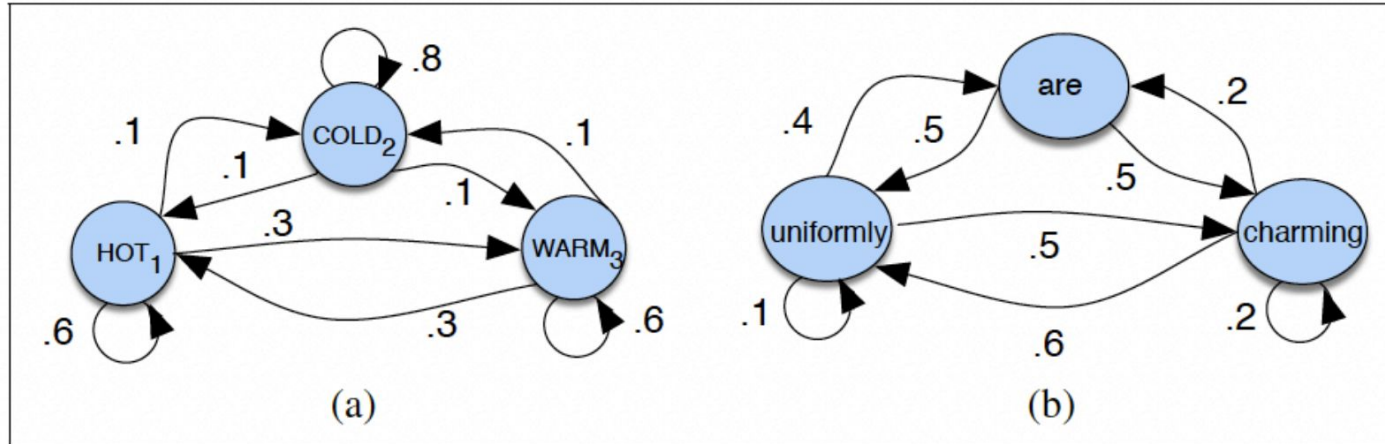 .8
COLD2
.1
.1
.1
.1
HOT1
.3
WARM3
.6
.3
.6
(a)
are
.4
.5
.2
.5
uniformly
charming
.5
.1
.6
.2
(b)